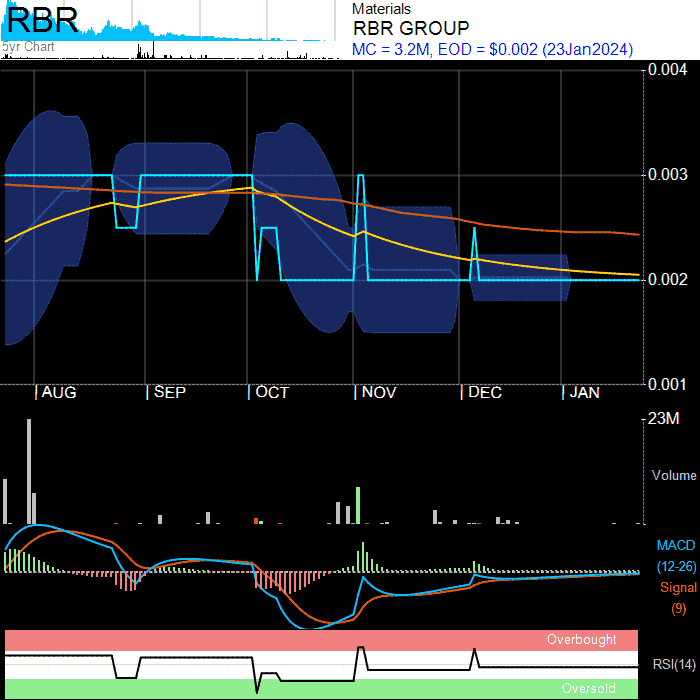 RBR
5yr Chart
Materials
RBR GROUP
MC = 3.2M, EOD = $0.002 (23Jan2024)
0.004
0.003
0.002
0.001
AUG SEP OCT NOV DEC JAN
23M
Volume
MACD
(12-26)
Signal
(9)
Overbought
RSI(14)
Oversold